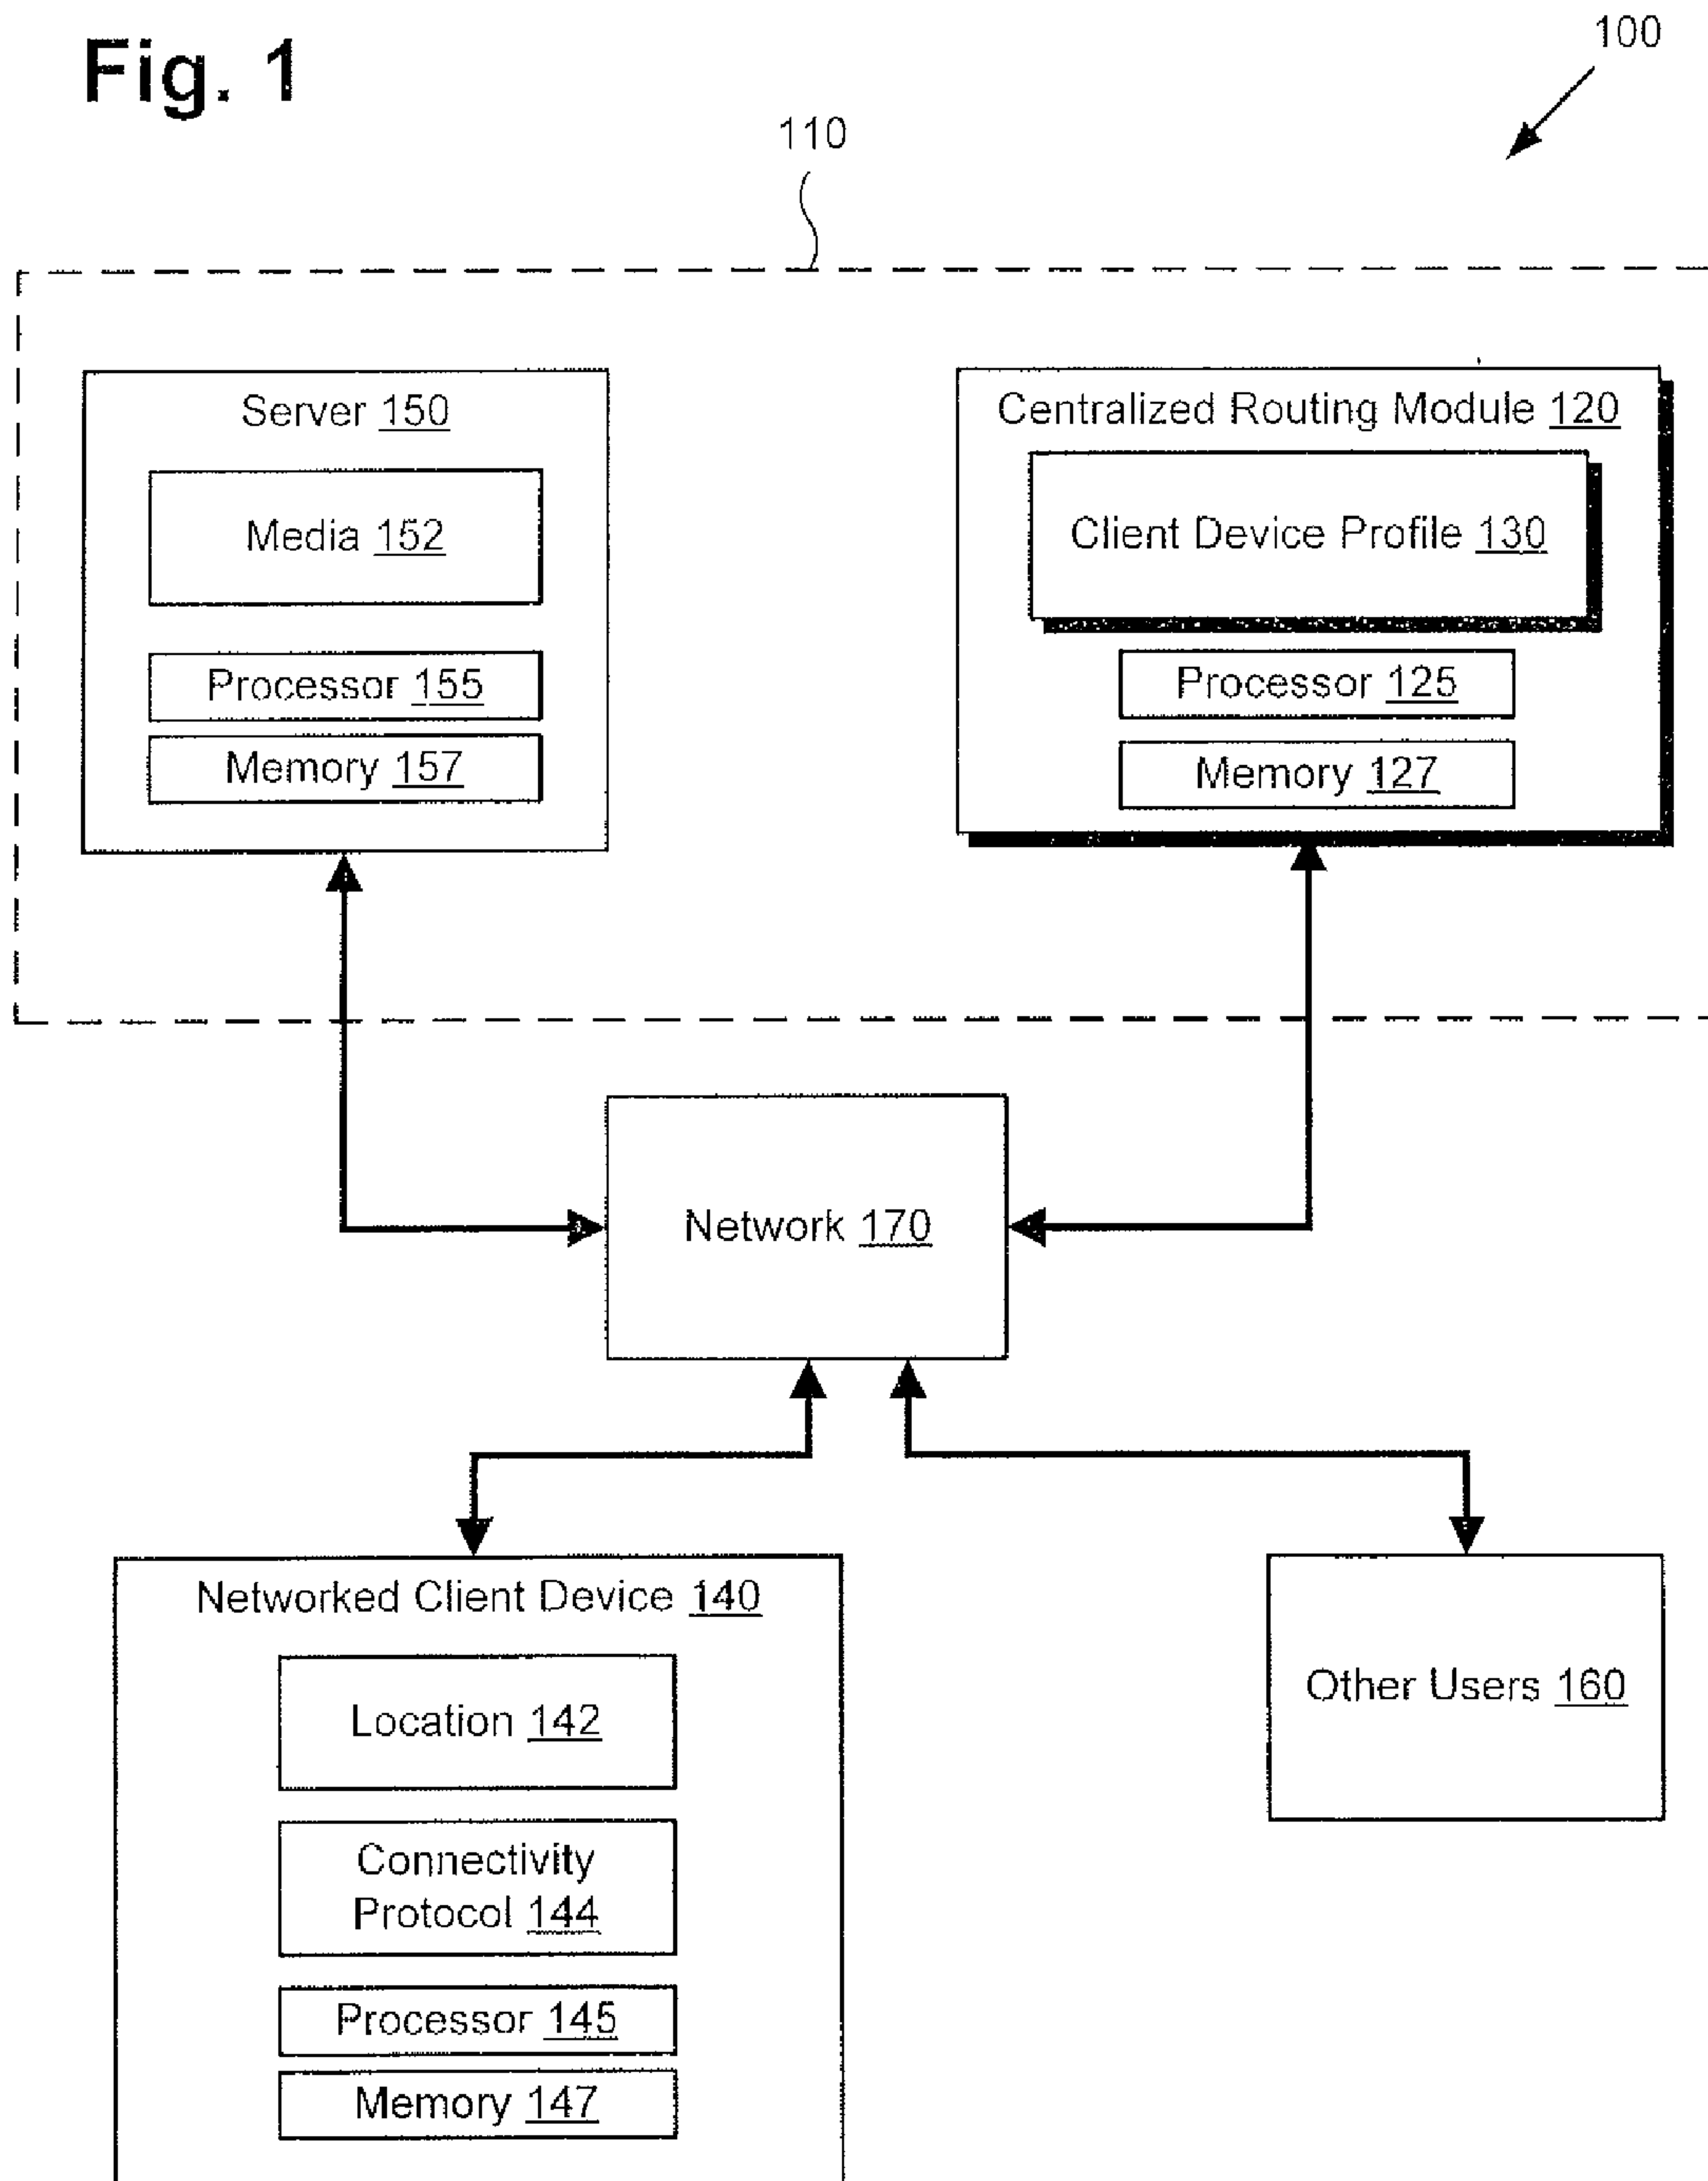 Fig. 1
100
110
Server 150
Media 152
Processor 155
Memory 157
Centralized Routing Module 120
Client Device Profile 130
Processor 125
Memory 127
Network 170
Networked Client Device 140
Location 142
Connectivity
Protocol 144
Processor 145
Memory 147
Other Users 160